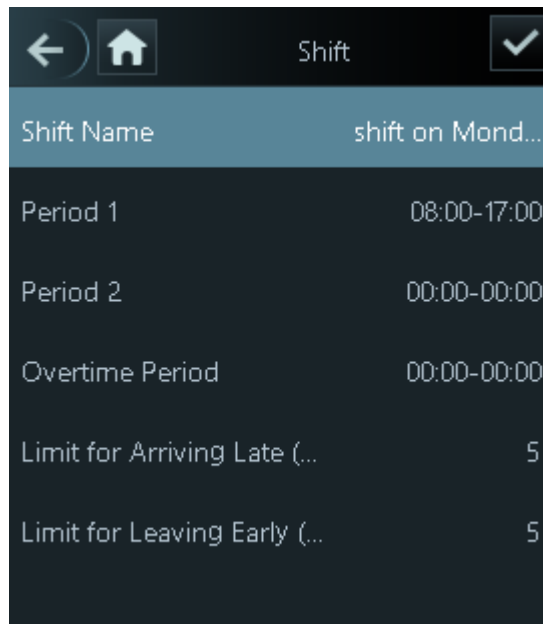 Shift
Shift Name shift on Mond...
Period 1 08:00-17:00
Period 2 00:00-00:00
Overtime Period 00:00-00:00
Limit for Arriving Late (... 5
Limit for Leaving Early (... 5